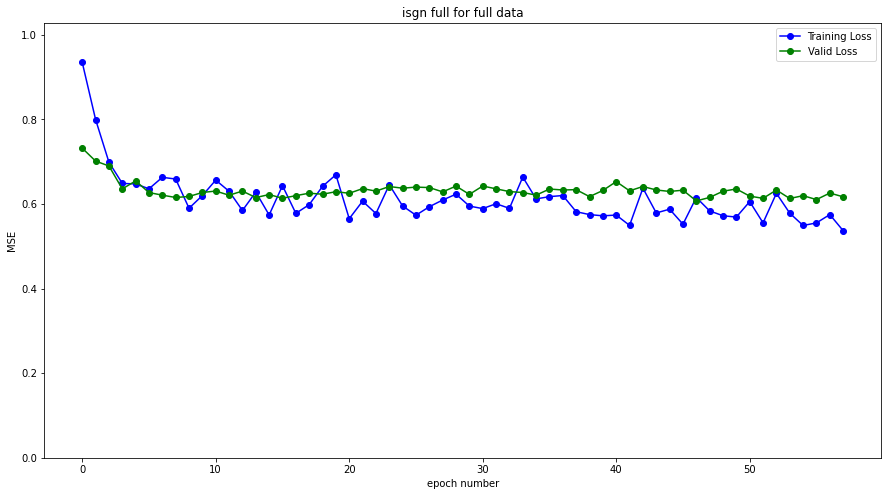 isgn full for full data
Training Loss
Valid Loss
MSE
1.0
0.8
0.6
0.4
0.2
0.0
0 10 20 30 40 50
epoch number